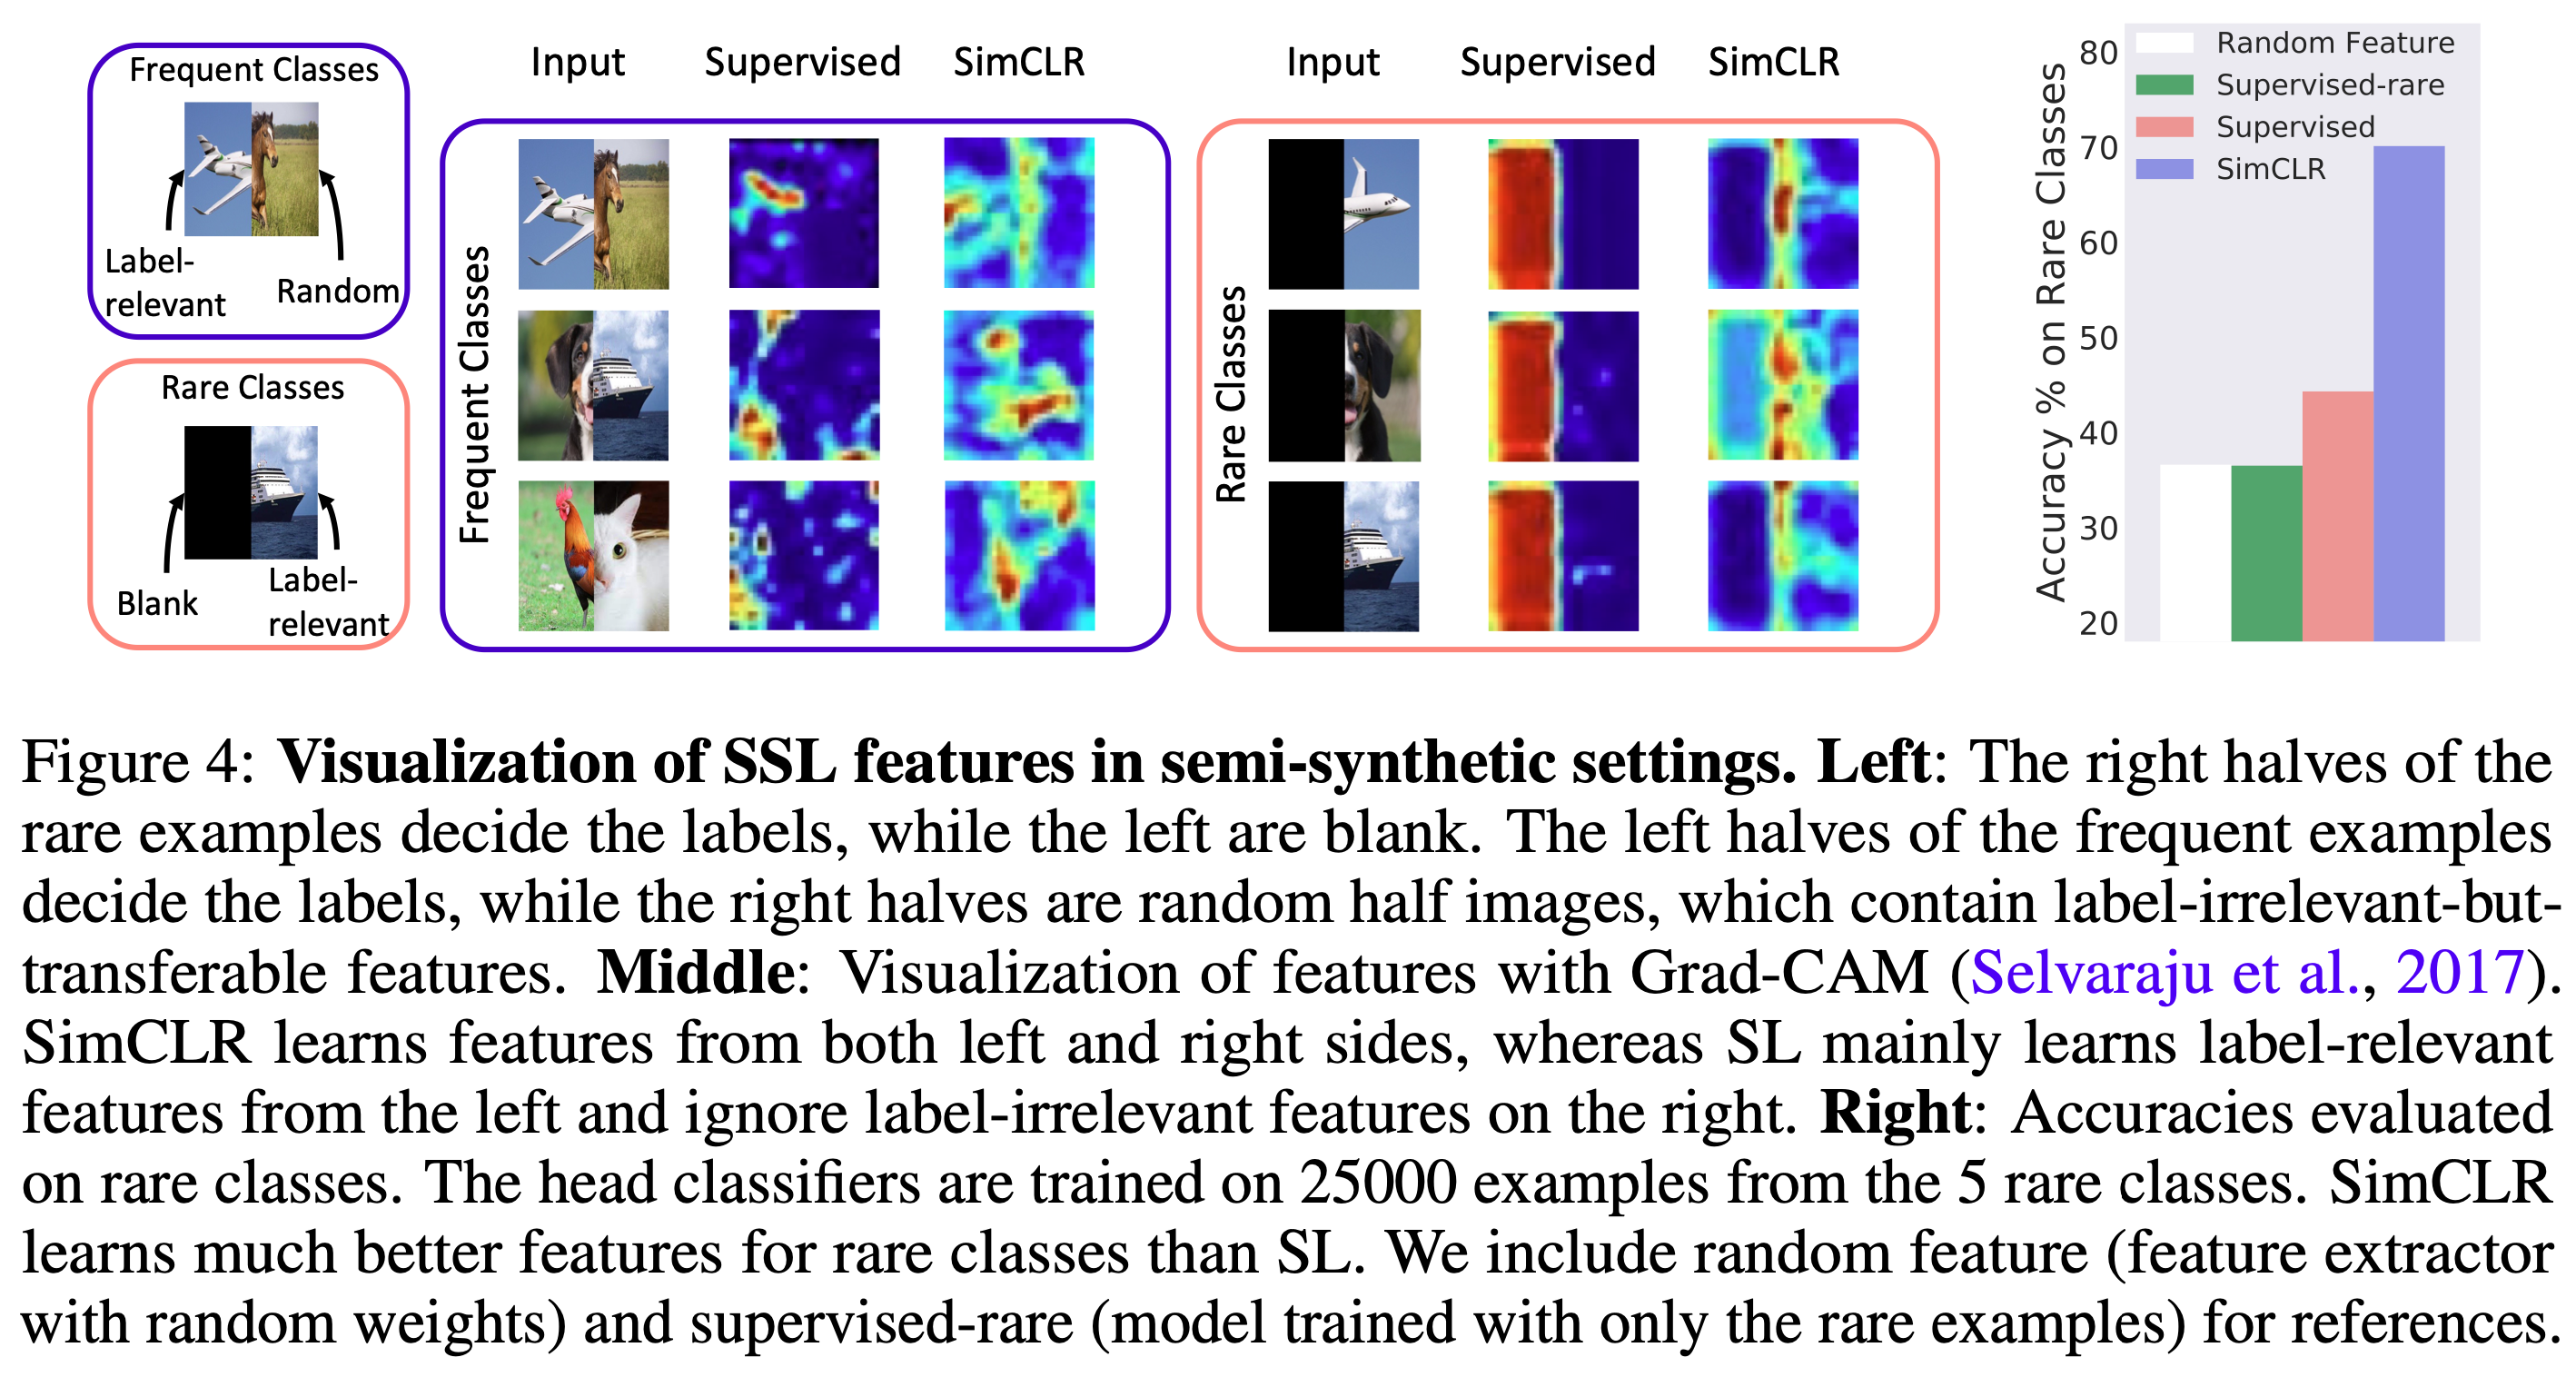 Frequent Classes
Label-
relevant
Random
Rare Classes
Blank
Label-
relevant
Input Supervised SimCLR
Frequent Classes
Input Supervised SimCLR
Rare Classes
Accuracy % on Rare Classes
80
70
60
50
40
30
20
Random Feature
Supervised-rare
Supervised
SimCLR
Figure 4: Visualization of SSL features in semi-synthetic settings. Left: The right halves of the
rare examples decide the labels, while the left are blank. The left halves of the frequent examples
decide the labels, while the right halves are random half images, which contain label-irrelevant-but-
transferable features. Middle: Visualization of features with Grad-CAM (Selvaraju et al., 2017).
SimCLR learns features from both left and right sides, whereas SL mainly learns label-relevant
features from the left and ignore label-irrelevant features on the right. Right: Accuracies evaluated
on rare classes. The head classifiers are trained on 25000 examples from the 5 rare classes. SimCLR
learns much better features for rare classes than SL. We include random feature (feature extractor
with random weights) and supervised-rare (model trained with only the rare examples) for references.